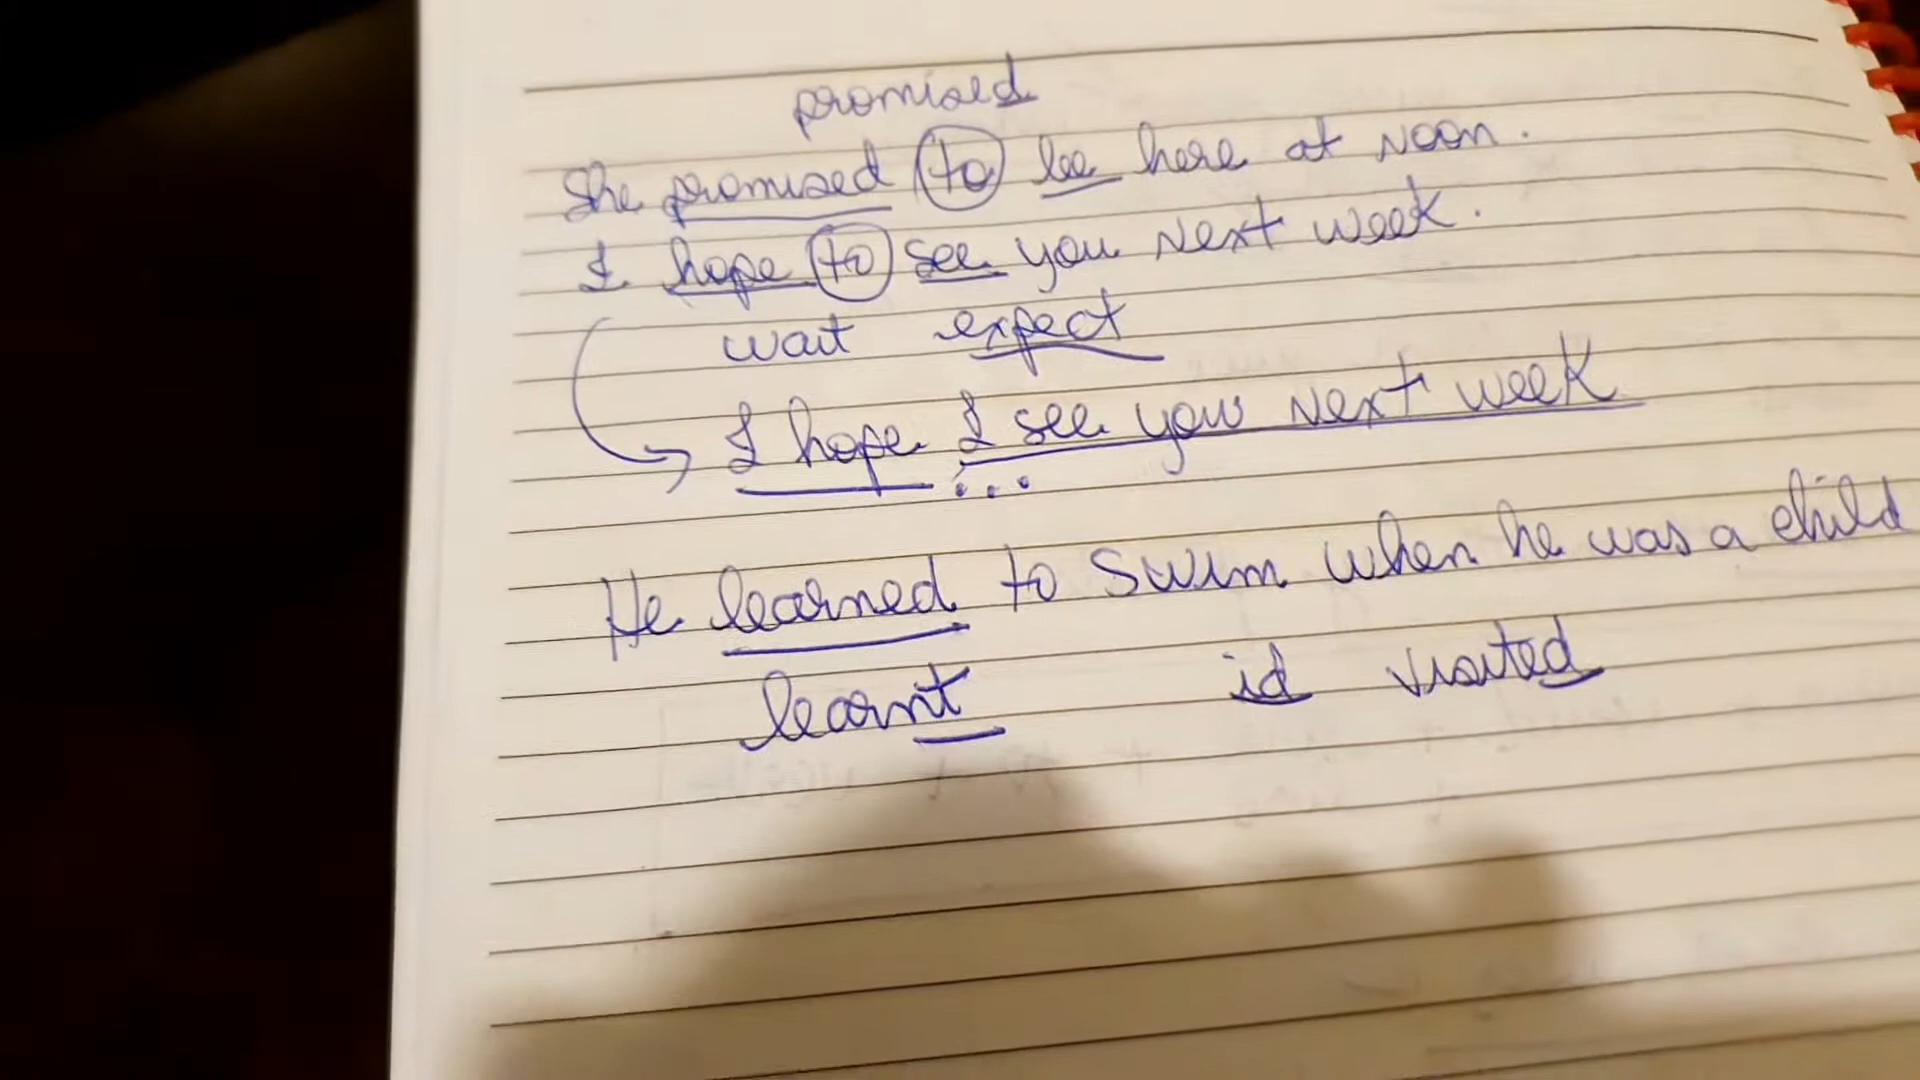 promised
She promised to be here at noon.
I hope to see you next week.
wait expect
I hope I see you next week
...
He learned to swim when he was a child
learnt id visited